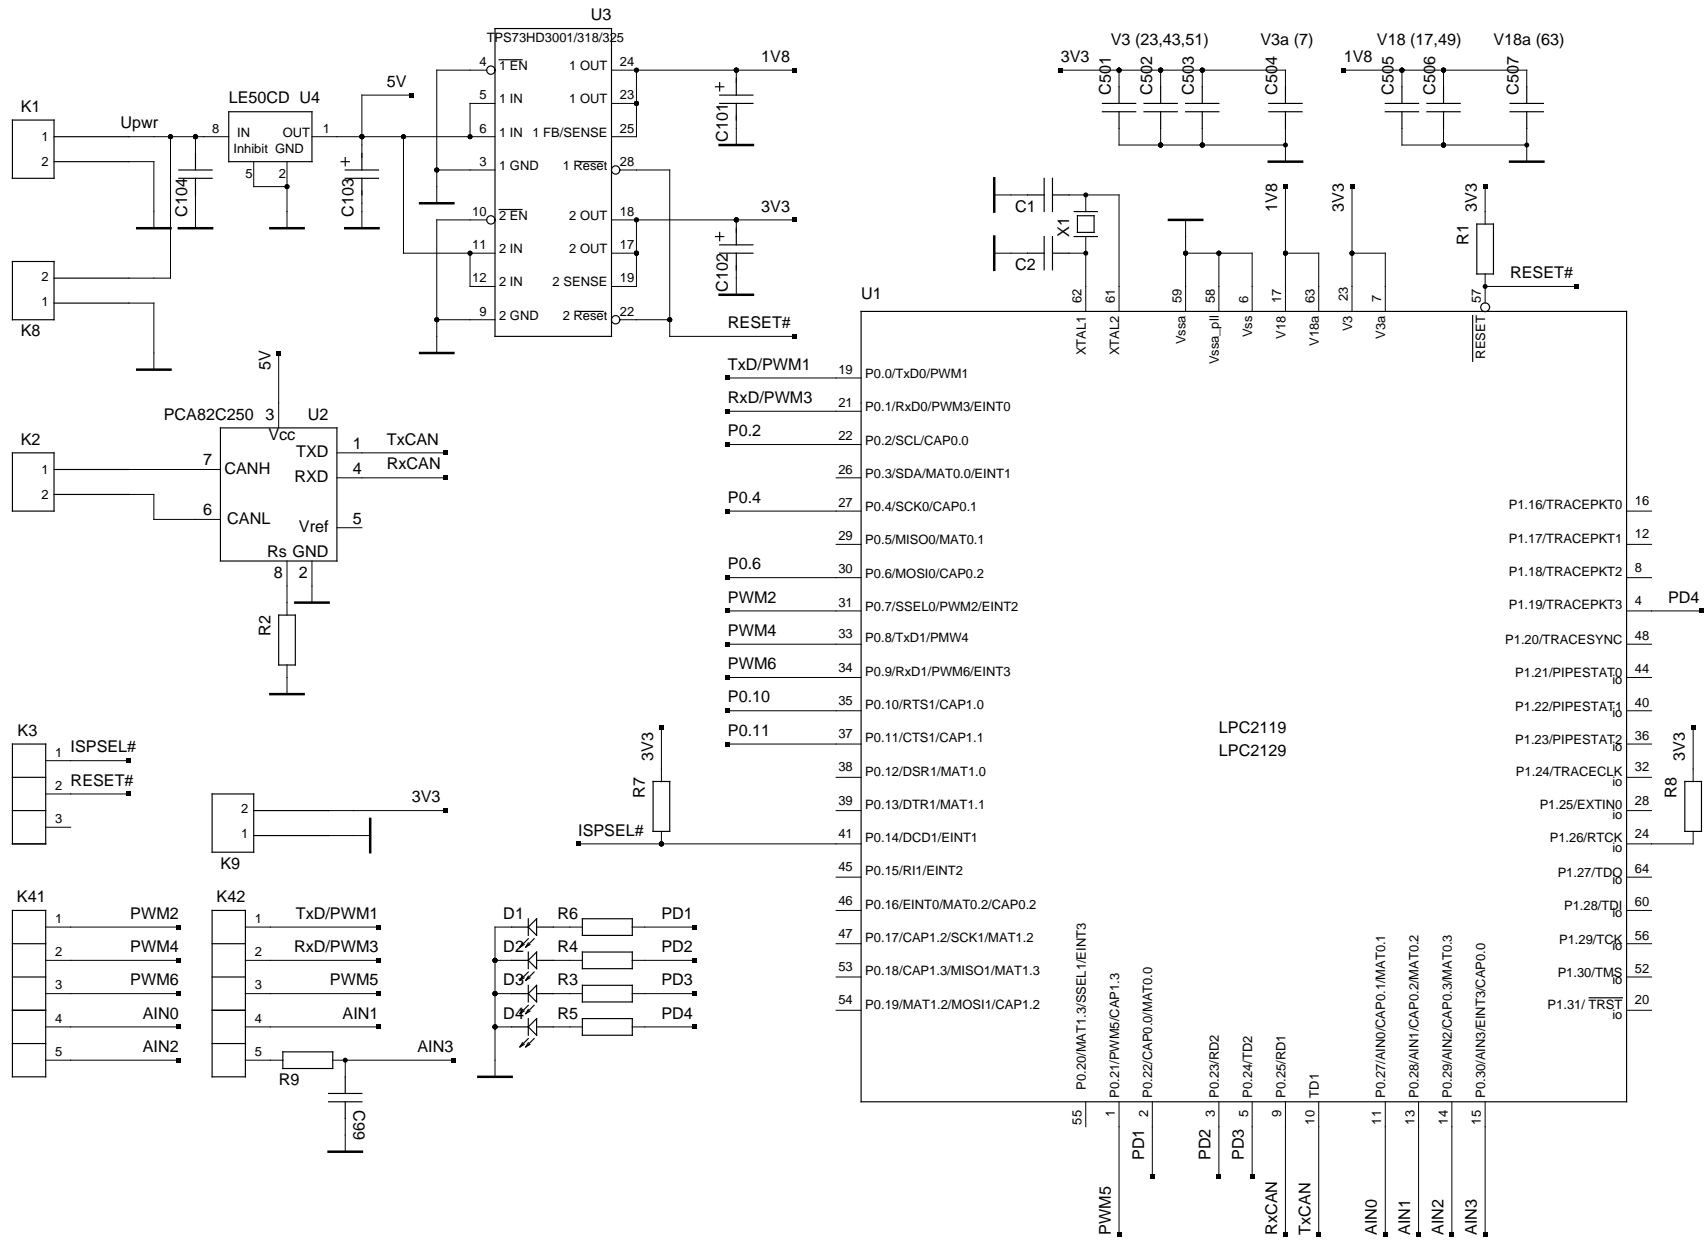 U3
TPS73HD3001/318/325
4 1 EN 1 OUT 24 1V8
5 1 IN 1 OUT 23
6 1 IN 1 FB/SENSE 25
3 1 GND 1 Reset 28
10 2 EN 2 OUT 18 3V3
11 2 IN 2 OUT 17
12 2 IN 2 SENSE 19
9 2 GND 2 Reset 22
RESET#
+ C101
+ C102
5V
LE50CD U4
K1
1 Upwr 8 IN OUT 1
2 Inhibit GND
5 2
C104
+ C103
2
1
K8
V3 (23,43,51) V3a (7) V18 (17,49) V18a (63)
3V3 C501 C502 C503 C504 1V8 C505 C506 C507
C1
X1
C2
1V8 3V3 3V3
R1
RESET#
U1
62 61 59 58 6 17 63 23 7 57
XTAL1 XTAL2 Vssa Vssa_pll Vss V18 V18a V3 V3a RESET
5V
PCA82C250 3 U2
Vcc
K2
1 7 CANH TXD 1 TxCAN
RXD 4 RxCAN
2 6 CANL Vref 5
Rs GND
8 2
R2
TxD/PWM1 19 P0.0/TxD0/PWM1
RxD/PWM3 21 P0.1/RxD0/PWM3/EINT0
P0.2 22 P0.2/SCL/CAP0.0
26 P0.3/SDA/MAT0.0/EINT1
P0.4 27 P0.4/SCK0/CAP0.1
29 P0.5/MISO0/MAT0.1
P0.6 30 P0.6/MOSI0/CAP0.2
PWM2 31 P0.7/SSEL0/PWM2/EINT2
PWM4 33 P0.8/TxD1/PMW4
PWM6 34 P0.9/RxD1/PWM6/EINT3
P0.10 35 P0.10/RTS1/CAP1.0
P0.11 37 P0.11/CTS1/CAP1.1
38 P0.12/DSR1/MAT1.0
39 P0.13/DTR1/MAT1.1
ISPSEL# 41 P0.14/DCD1/EINT1
45 P0.15/RI1/EINT2
46 P0.16/EINT0/MAT0.2/CAP0.2
47 P0.17/CAP1.2/SCK1/MAT1.2
53 P0.18/CAP1.3/MISO1/MAT1.3
54 P0.19/MAT1.2/MOSI1/CAP1.2
3V3
R7
LPC2119
LPC2129
P1.16/TRACEPKT0 16
P1.17/TRACEPKT1 12
P1.18/TRACEPKT2 8
P1.19/TRACEPKT3 4 PD4
P1.20/TRACESYNC 48
P1.21/PIPESTAT0 io 44
P1.22/PIPESTAT1 io 40
P1.23/PIPESTAT2 io 36
P1.24/TRACECLK io 32
P1.25/EXTIN0 io 28
P1.26/RTCK io 24
P1.27/TDO io 64
P1.28/TDI io 60
P1.29/TCK io 56
P1.30/TMS io 52
P1.31/ TRST io 20
3V3
R8
K3
1 ISPSEL#
2 RESET#
3
2 3V3
1
K9
K41
1 PWM2
2 PWM4
3 PWM6
4 AIN0
5 AIN2
K42
1 TxD/PWM1
2 RxD/PWM3
3 PWM5
4 AIN1
5 R9 AIN3
C99
D1 R6 PD1
D2 R4 PD2
D3 R3 PD3
D4 R5 PD4
P0.20/MAT1.3/SSEL1/EINT3 55
P0.21/PWM5/CAP1.3 1 PWM5
P0.22/CAP0.0/MAT0.0 2 PD1
P0.23/RD2 3 PD2
P0.24/TD2 5 PD3
P0.25/RD1 9 RxCAN
TD1 10 TxCAN
P0.27/AIN0/CAP0.1/MAT0.1 11 AIN0
P0.28/AIN1/CAP0.2/MAT0.2 13 AIN1
P0.29/AIN2/CAP0.3/MAT0.3 14 AIN2
P0.30/AIN3/EINT3/CAP0.0 15 AIN3